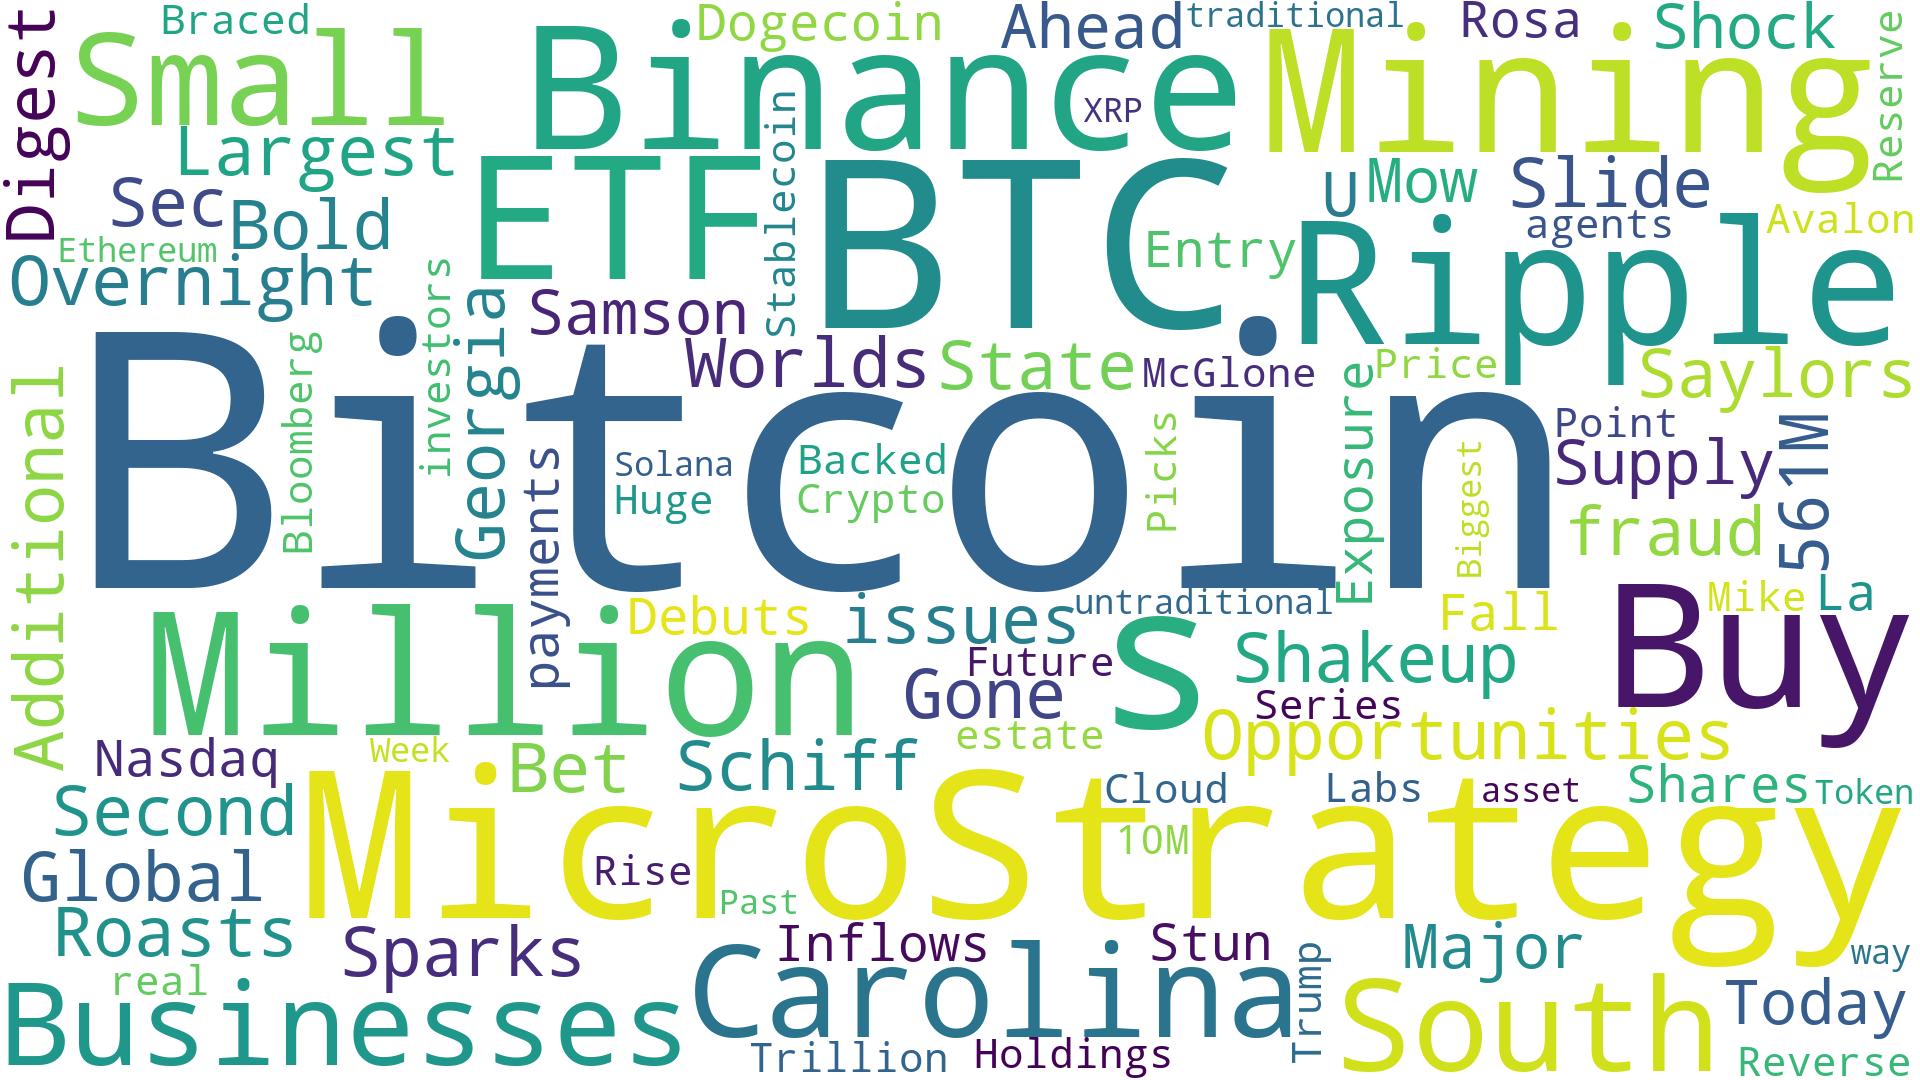 Braced
Dogecoin
Ahead
traditional
Rosa
Shock
Digest
Small
Binance
XRP
Mining
Reserve
Largest
Stablecoin
Sec
Bold
ETF
BTC
U
Mow
Slide
Ethereum
Entry
agents
Avalon
Overnight
investors
Georgia
Samson
Ripple
Bloomberg
Worlds
State
McGlone
Price
Saylors
Additional
Bitcoin
Exposure
Picks
Point
Solana
Backed
Biggest
Supply
561M
Huge
Crypto
payments
fraud
Million
Debuts
issues
untraditional
s
Fall
Mike
La
Buy
Future
Shakeup
Gone
Series
estate
Opportunities
Nasdaq
Week
Bet
Schiff
Second
MicroStrategy
Cloud
Labs
asset
Shares
Token
10M
Global
Rise
Past
Roasts
Sparks
Inflows
Stun
Major
way
real
Businesses
Carolina
Trump
South
Today
Trillion
Holdings
Reverse